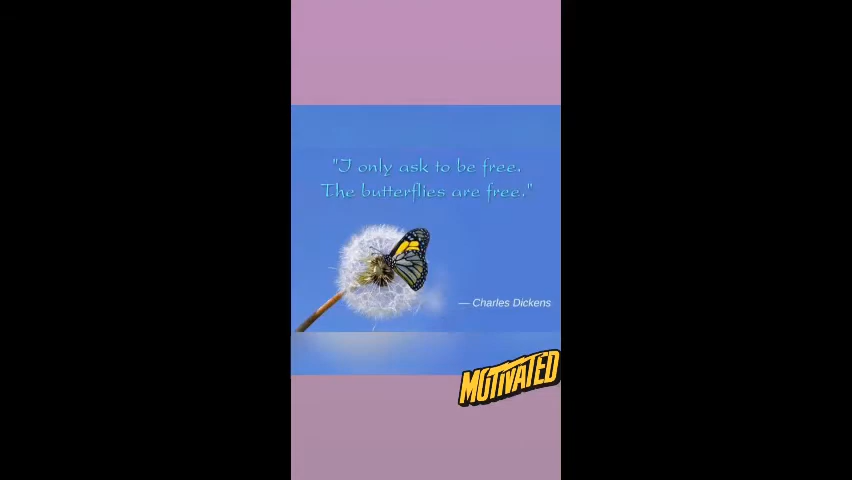 "I only ask to be free.
The butterflies are free."
— Charles Dickens
MOTIVATED